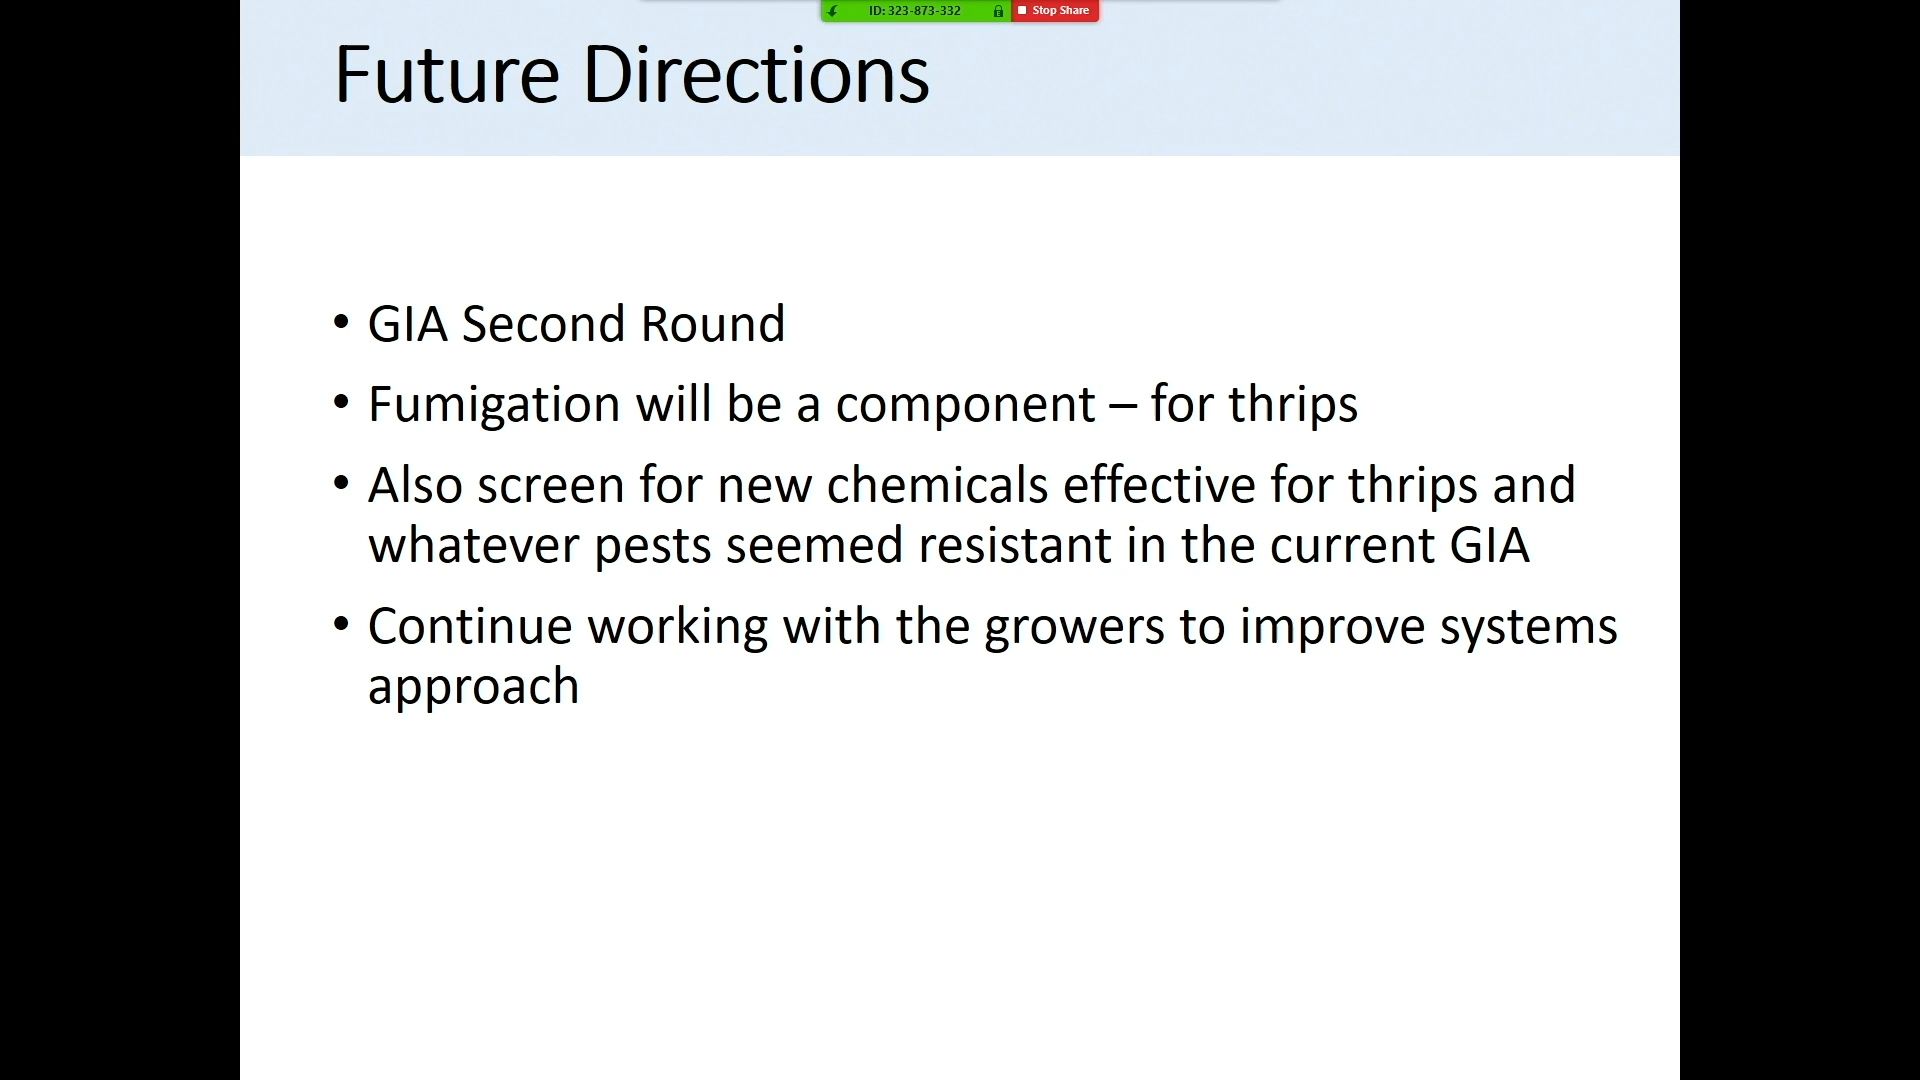 ID: 323-873-332
Stop Share
Future Directions
• GIA Second Round
• Fumigation will be a component – for thrips
• Also screen for new chemicals effective for thrips and
whatever pests seemed resistant in the current GIA
• Continue working with the growers to improve systems
approach